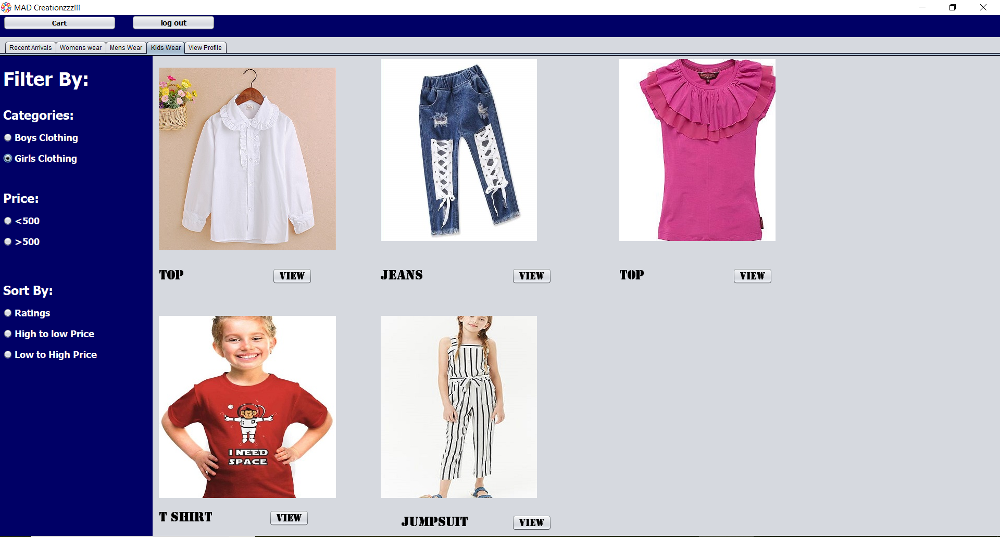 MAD Creationzzz!!!
Cart
log out
Recent Arrivals
Womens wear
Mens Wear
Kids Wear
View Profile
Filter By:
Categories:
Boys Clothing
Girls Clothing
Price:
<500
>500
Sort By:
Ratings
High to low Price
Low to High Price
TOP
VIEW
JEANS
VIEW
TOP
VIEW
I NEED
SPACE
T SHIRT
VIEW
JUMPSUIT
VIEW